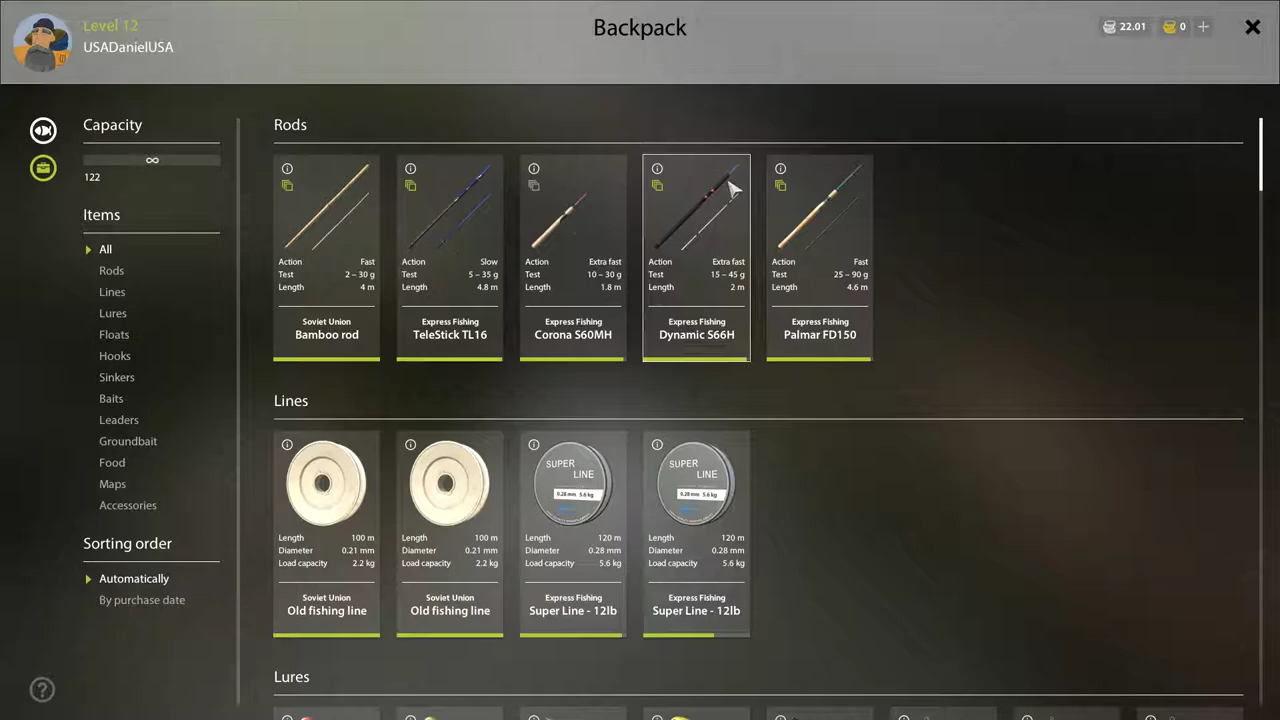 Level 12
USADanielUSA
Backpack
22.01
0
Capacity
∞
122
Items
All
Rods
Lines
Lures
Floats
Hooks
Sinkers
Baits
Leaders
Groundbait
Food
Maps
Accessories
Sorting order
Automatically
By purchase date
?
Rods
Action Fast
Test 2 – 30 g
Length 4 m
Soviet Union
Bamboo rod
Action Slow
Test 5 – 35 g
Length 4.8 m
Express Fishing
TeleStick TL16
Action Extra fast
Test 10 – 30 g
Length 1.8 m
Express Fishing
Corona S60MH
Action Extra fast
Test 15 – 45 g
Length 2 m
Express Fishing
Dynamic S66H
Action Fast
Test 25 – 90 g
Length 4.6 m
Express Fishing
Palmar FD150
Lines
Length 100 m
Diameter 0.21 mm
Load capacity 2.2 kg
Soviet Union
Old fishing line
Length 100 m
Diameter 0.21 mm
Load capacity 2.2 kg
Soviet Union
Old fishing line
SUPER
LINE
0.28 mm 5.6 kg
Length 120 m
Diameter 0.28 mm
Load capacity 5.6 kg
Express Fishing
Super Line - 12lb
SUPER
LINE
0.28 mm 5.6 kg
Length 120 m
Diameter 0.28 mm
Load capacity 5.6 kg
Express Fishing
Super Line - 12lb
Lures